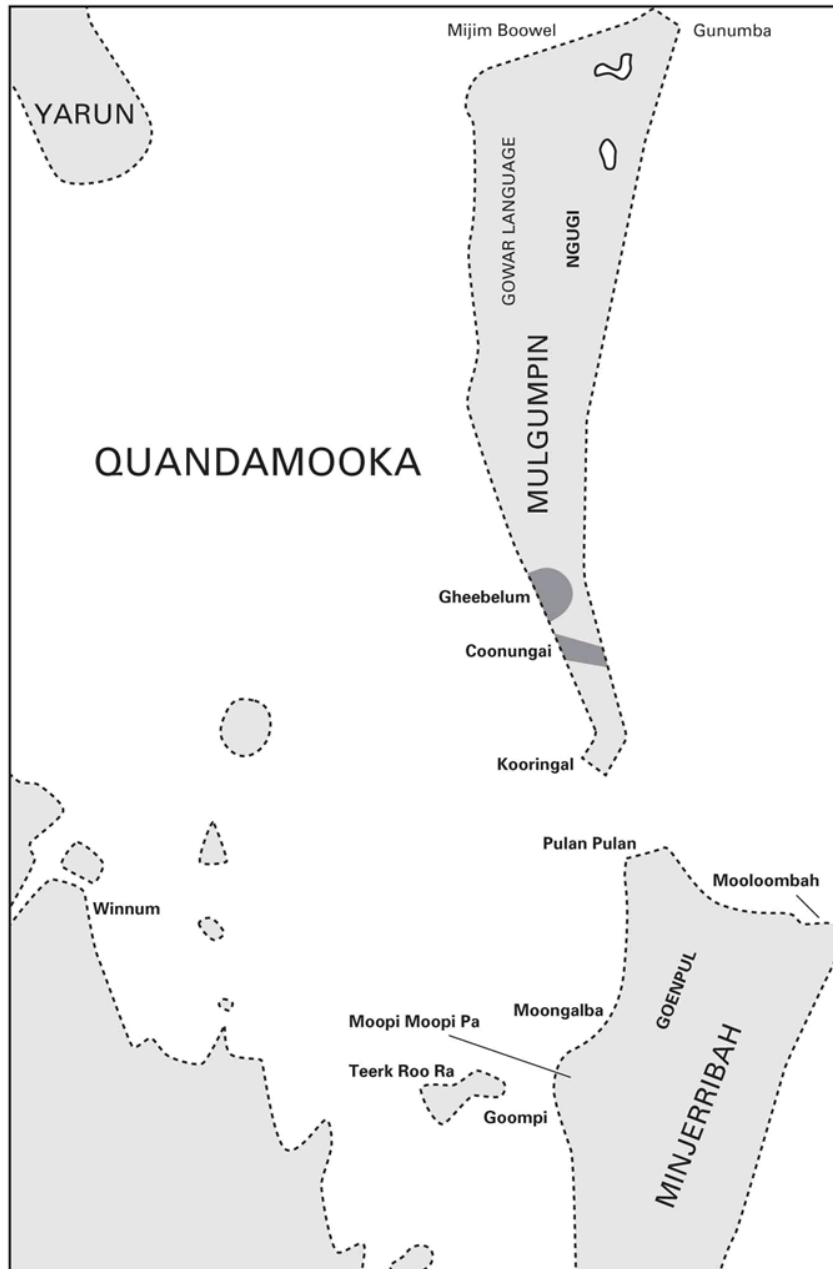 Mijim Boowel
Gunumba
YARUN
GOWAR LANGUAGE
NGUGI
MULGUMPIN
QUANDAMOOKA
Gheebelum
Coonungai
Kooringal
Pulan Pulan
Mooloombah
Winnum
GOENPUL
Moongalba
Moopi Moopi Pa
Teerk Roo Ra
Goompi
MINJERRIBAH